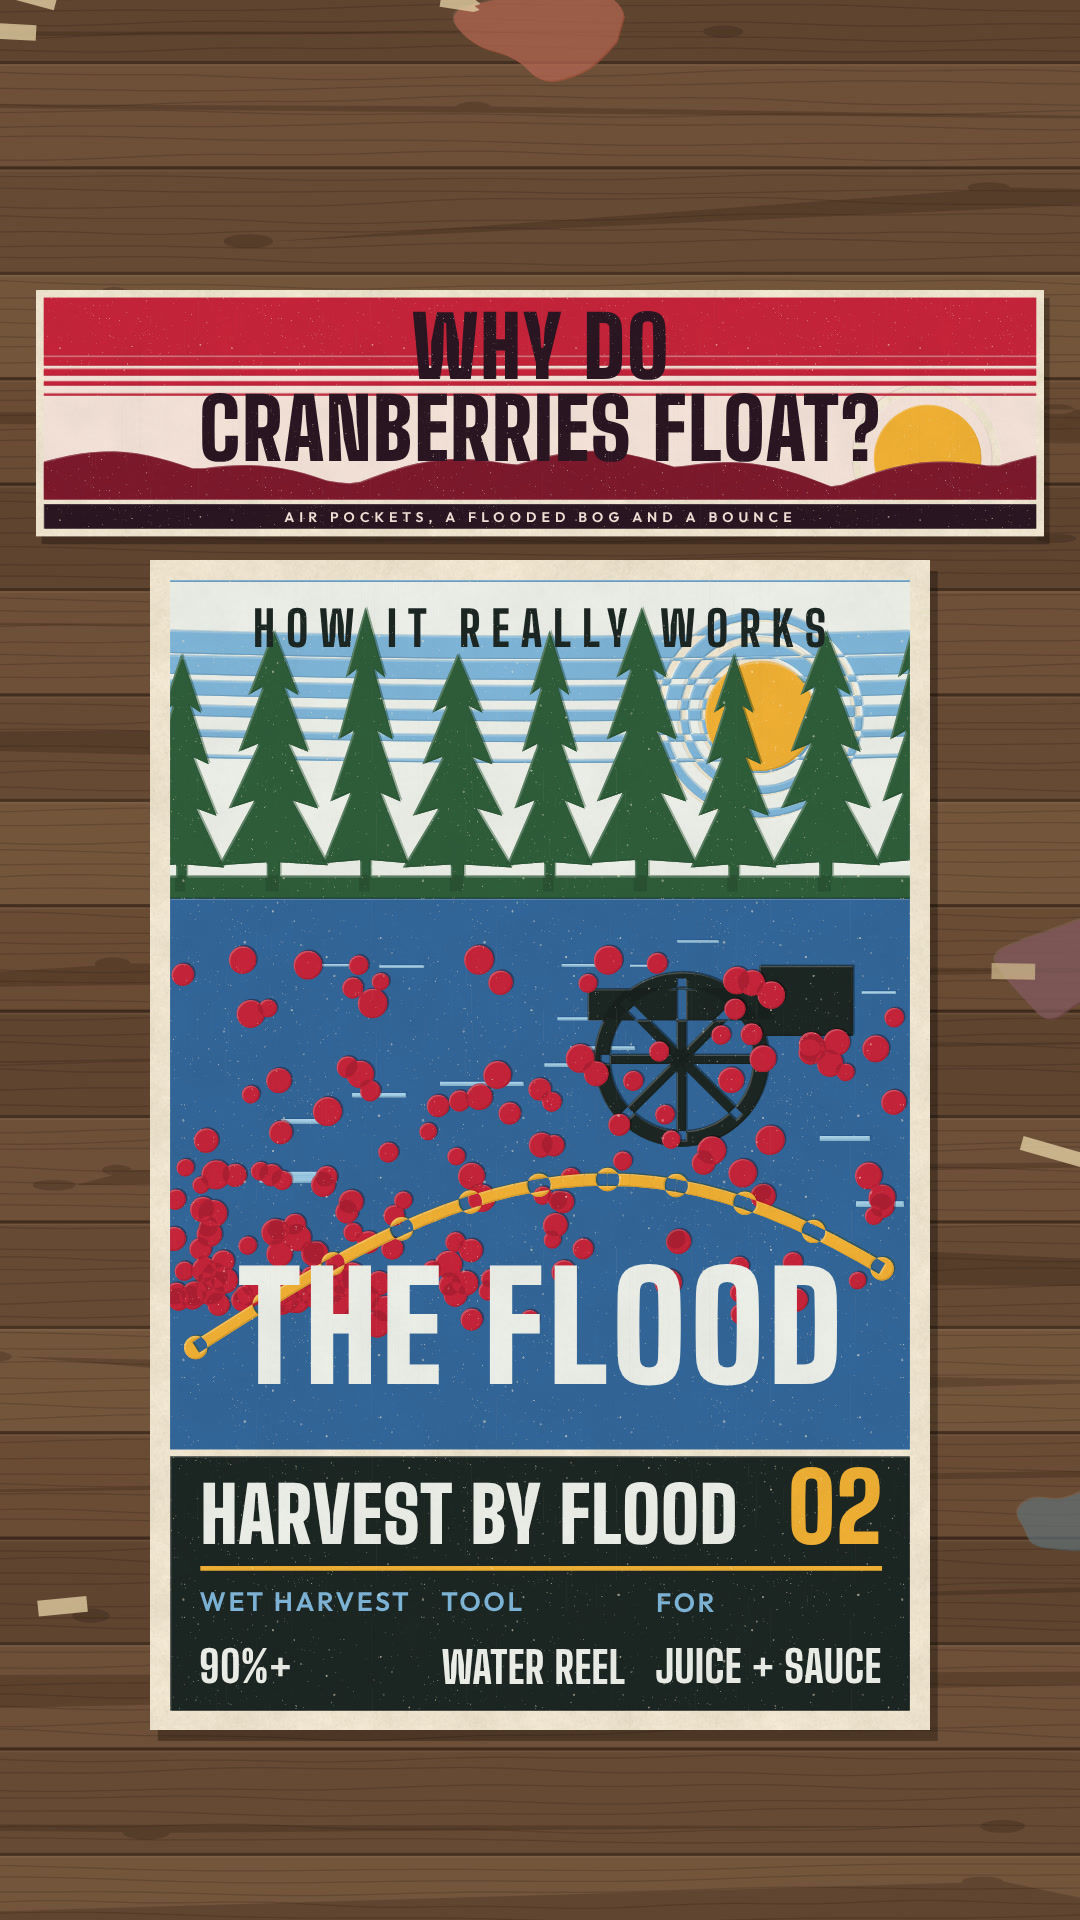 WHY DO
CRANBERRIES FLOAT?
AIR POCKETS, A FLOODED BOG AND A BOUNCE
HOW IT REALLY WORKS
THE FLOOD
HARVEST BY FLOOD 02
WET HARVEST TOOL FOR
90%+ WATER REEL JUICE + SAUCE